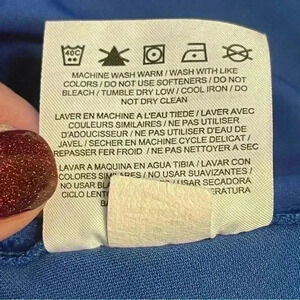 40C
MACHINE WASH WARM / WASH WITH LIKE
COLORS / DO NOT USE SOFTENERS / DO NOT
BLEACH / TUMBLE DRY LOW / COOL IRON / DO
NOT DRY CLEAN
LAVER EN MACHINE A L'EAU TIEDE / LAVER AVEC
COULEURS SIMILAIRES / NE PAS UTILISER
D'ADOUCISSEUR / NE PAS UTILISER D'EAU DE
JAVEL / SECHER EN MACHINE CYCLE DELICAT /
REPASSER FER FROID / NE PAS NETTOYER A SEC
LAVAR A MAQUINA EN AGUA TIBIA / LAVAR CON
COLORES SIMILARES / NO USAR SUAVIZANTES /
NO USAR / USAR SECADORA
CICLO